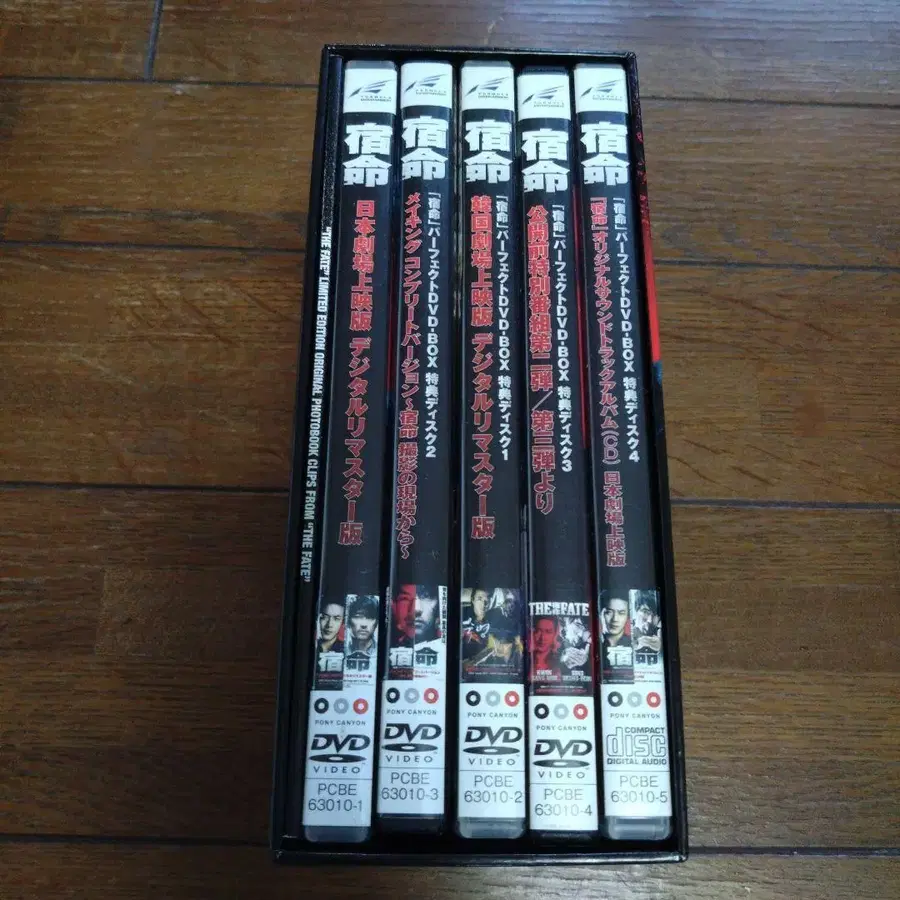 "THE FATE" LIMITED EDITION ORIGINAL PHOTOBOOK CLIPS FROM "THE FATE"
宿命
日本劇場上映版 デジタルリマスター版
宿命
PONY CANYON
DVD
VIDEO
PCBE
63010-1
宿命
「宿命」パーフェクトDVD-BOX 特典ディスク2
メイキング コンプリートバージョン~宿命 撮影の現場から~
宿命
PONY CANYON
DVD
VIDEO
PCBE
63010-3
宿命
「宿命」パーフェクトDVD-BOX 特典ディスク1
韓国劇場上映版 デジタルリマスター版
숙명
PONY CANYON
DVD
VIDEO
PCBE
63010-2
宿命
「宿命」パーフェクトDVD-BOX 特典ディスク3
公開前特別番組第二弾/第三弾より
THE FATE
PONY CANYON
DVD
VIDEO
PCBE
63010-4
宿命
「宿命」パーフェクトDVD-BOX 特典ディスク4
「宿命」オリジナルサウンドトラックアルバム(CD) 日本劇場上映版
宿命
PONY CANYON
COMPACT
disc
DIGITAL AUDIO
PCBE
63010-5